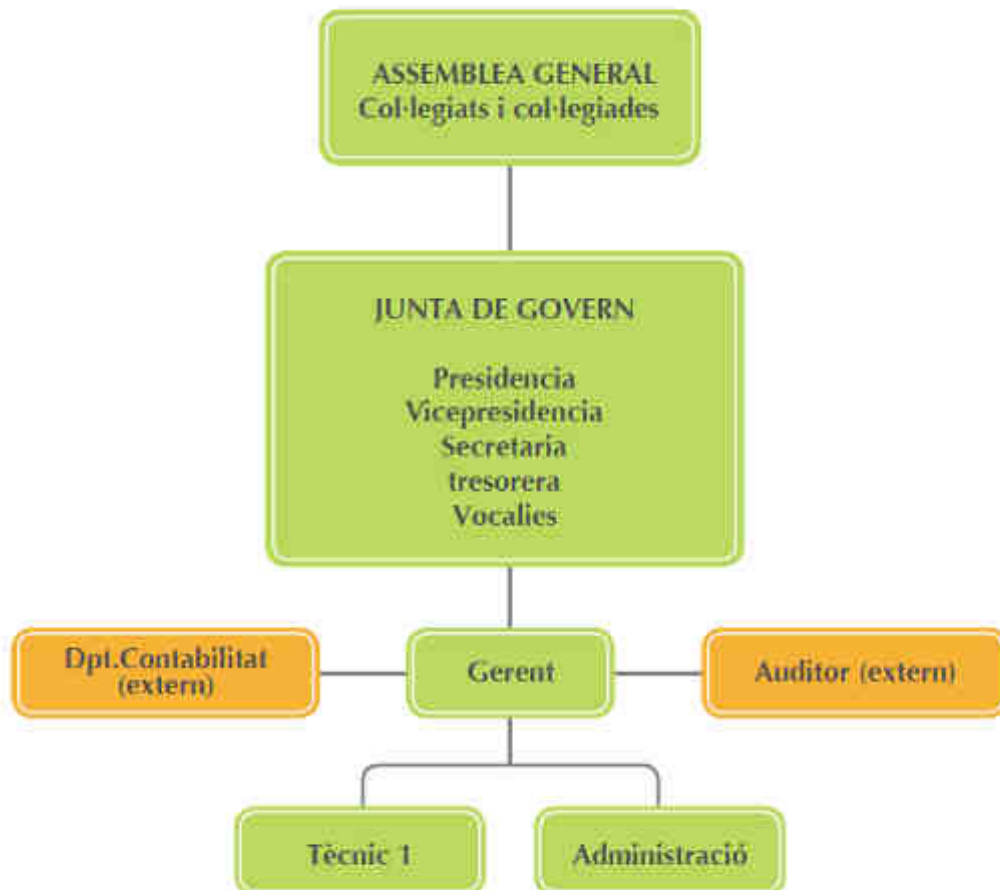 ASSEMBLEA GENERAL
Col·legiats i col·legiades
JUNTA DE GOVERN
Presidencia
Vicepresidencia
Secretaria
tresorera
Vocalies
Dpt.Contabilitat
(extern)
Gerent
Auditor (extern)
Tècnic 1
Administració